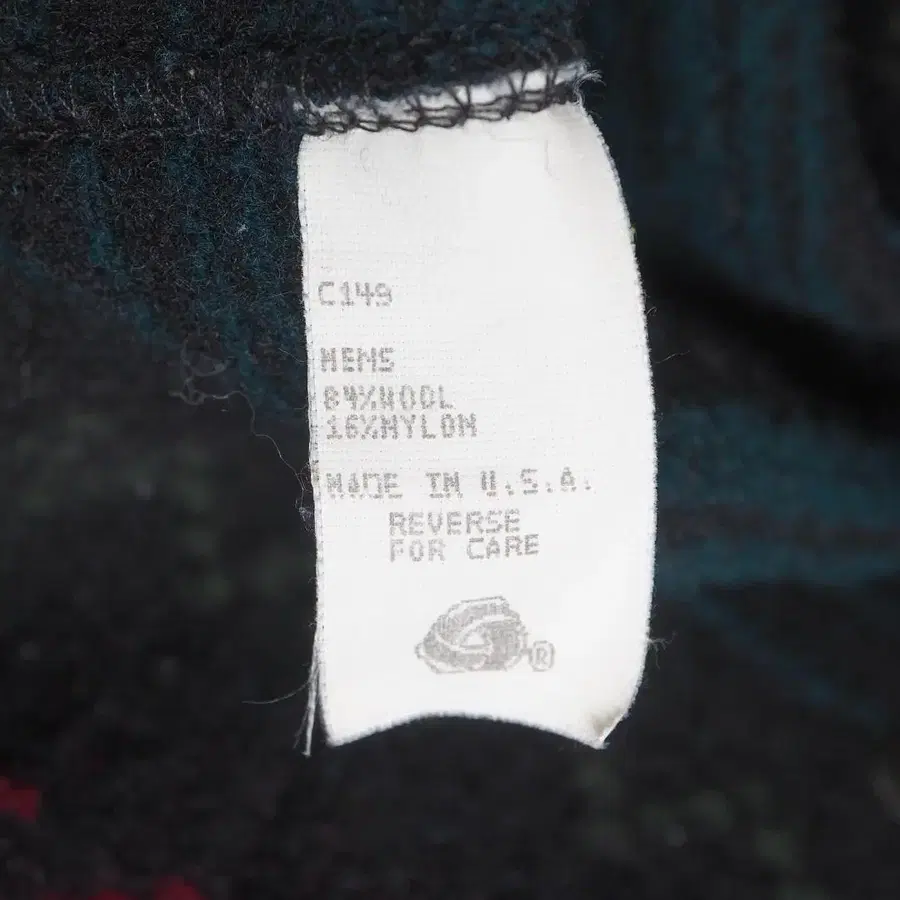 C149
MENS
84%WOOL
16%NYLON
MADE IN U.S.A.
REVERSE
FOR CARE
®